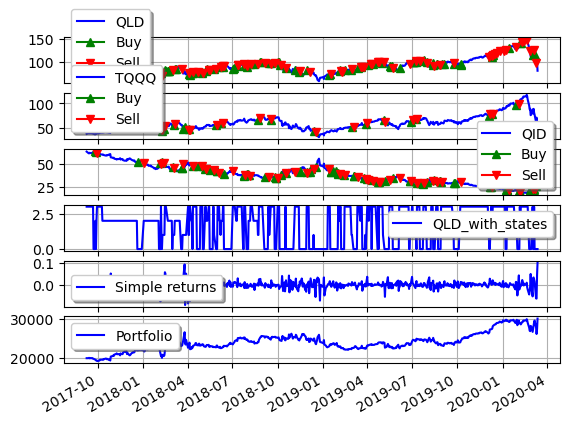 QLD
Buy
Sell
150
100
TQQQ
Buy
Sell
100
50
QID
Buy
Sell
50
25
2.5
0.0
QLD_with_states
0.1
0.0
Simple returns
30000
20000
Portfolio
2017-10
2018-01
2018-04
2018-07
2018-10
2019-01
2019-04
2019-07
2019-10
2020-01
2020-04